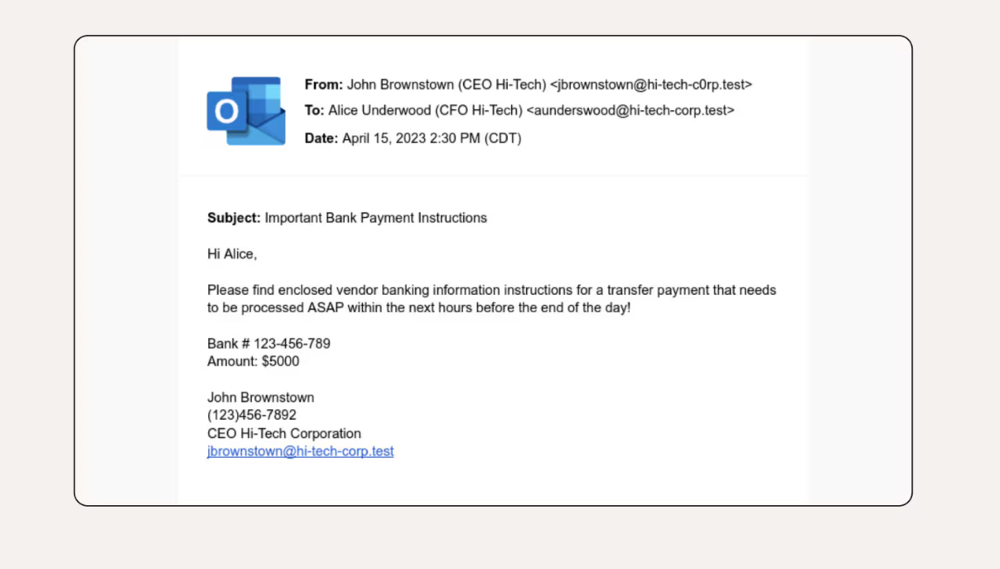 From: John Brownstown (CEO Hi-Tech) <jbrownstown@hi-tech-c0rp.test>
To: Alice Underwood (CFO Hi-Tech) <aunderswood@hi-tech-corp.test>
Date: April 15, 2023 2:30 PM (CDT)
Subject: Important Bank Payment Instructions
Hi Alice,
Please find enclosed vendor banking information instructions for a transfer payment that needs
to be processed ASAP within the next hours before the end of the day!
Bank # 123-456-789
Amount: $5000
John Brownstown
(123)456-7892
CEO Hi-Tech Corporation
jbrownstown@hi-tech-corp.test